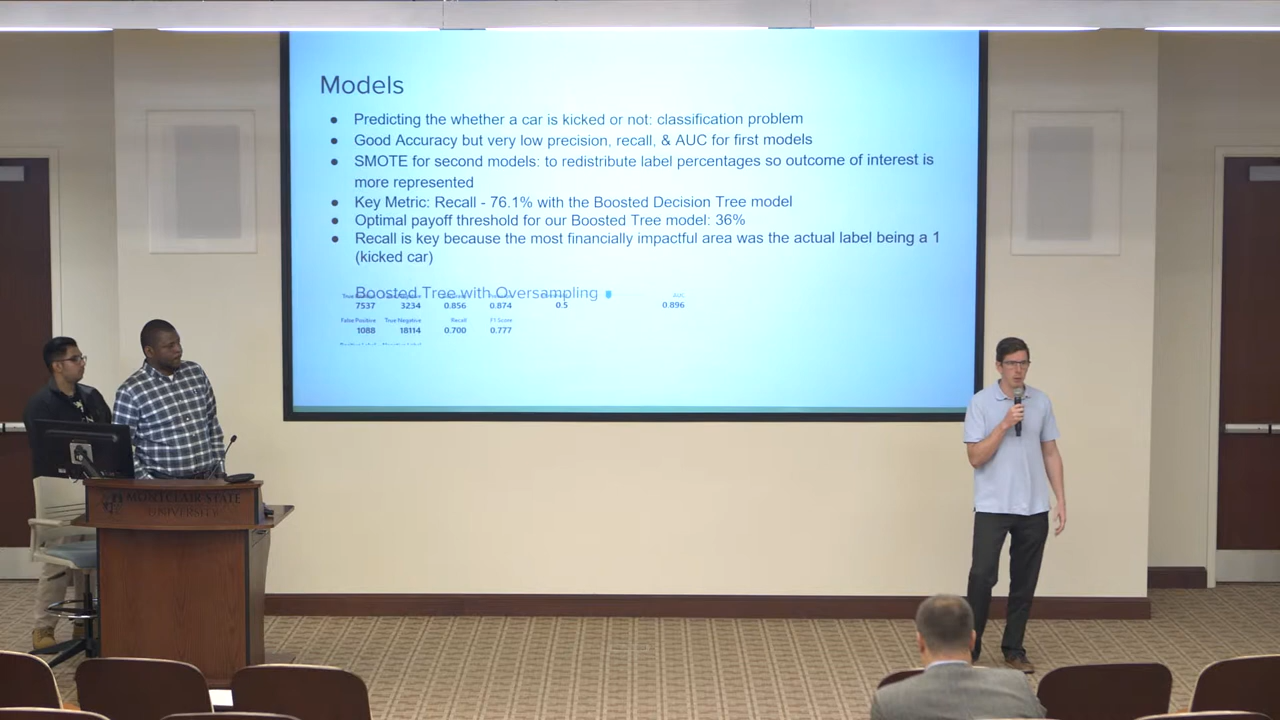 Models
● Predicting the whether a car is kicked or not: classification problem
● Good Accuracy but very low precision, recall, & AUC for first models
● SMOTE for second models: to redistribute label percentages so outcome of interest is
more represented
● Key Metric: Recall - 76.1% with the Boosted Decision Tree model
● Optimal payoff threshold for our Boosted Tree model: 36%
● Recall is key because the most financially impactful area was the actual label being a 1
(kicked car)
Boosted Tree with Oversampling
AUC
7537 3234 0.856 0.874 0.5 0.896
False Positive True Negative Recall F1 Score
1088 18114 0.700 0.777
MONTCLAIR STATE
UNIVERSITY